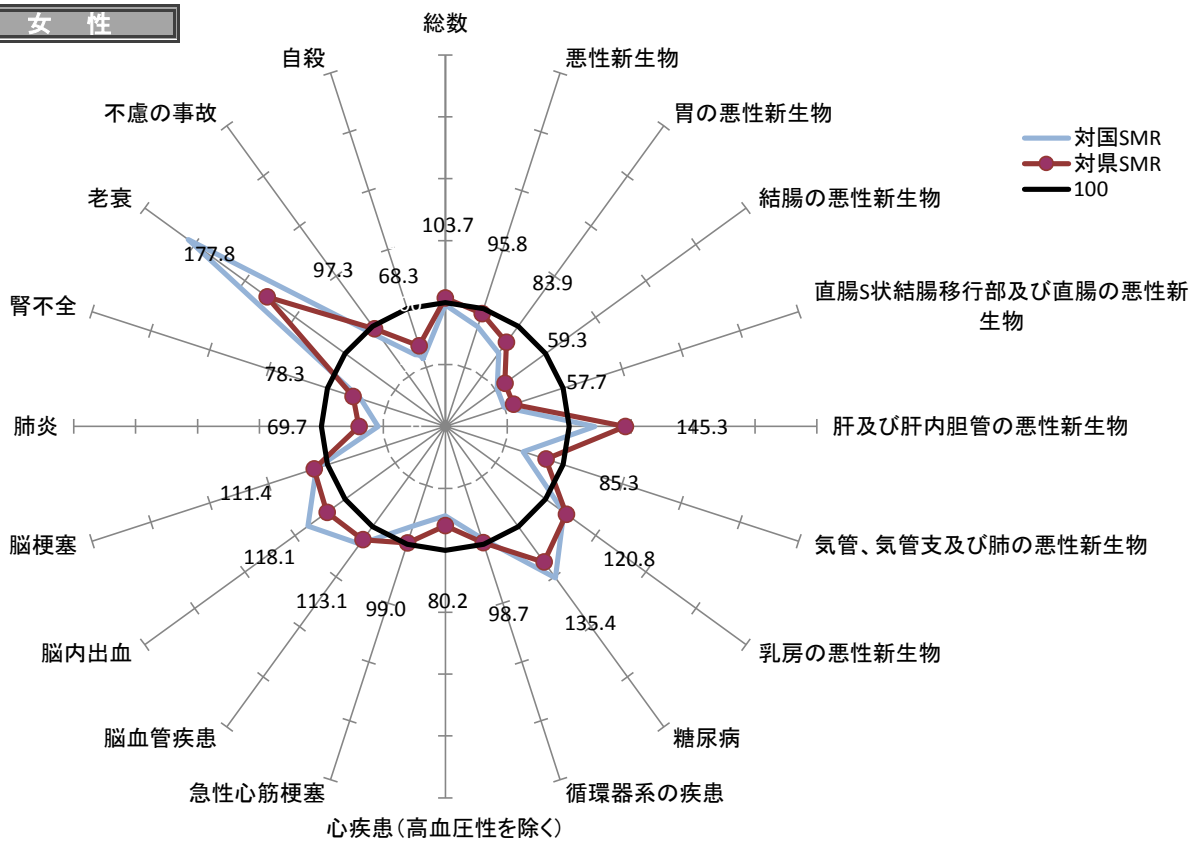 女 性
総数
自殺
悪性新生物
不慮の事故
胃の悪性新生物
対国SMR
対県SMR
100
老衰
結腸の悪性新生物
103.7
95.8
177.8
97.3
68.3
83.9
直腸S状結腸移行部及び直腸の悪性新
生物
腎不全
59.3
57.7
78.3
肺炎
69.7
145.3
肝及び肝内胆管の悪性新生物
85.3
111.4
脳梗塞
気管、気管支及び肺の悪性新生物
118.1
120.8
113.1
99.0
80.2
98.7
135.4
脳内出血
乳房の悪性新生物
脳血管疾患
糖尿病
急性心筋梗塞
循環器系の疾患
心疾患（高血圧性を除く）